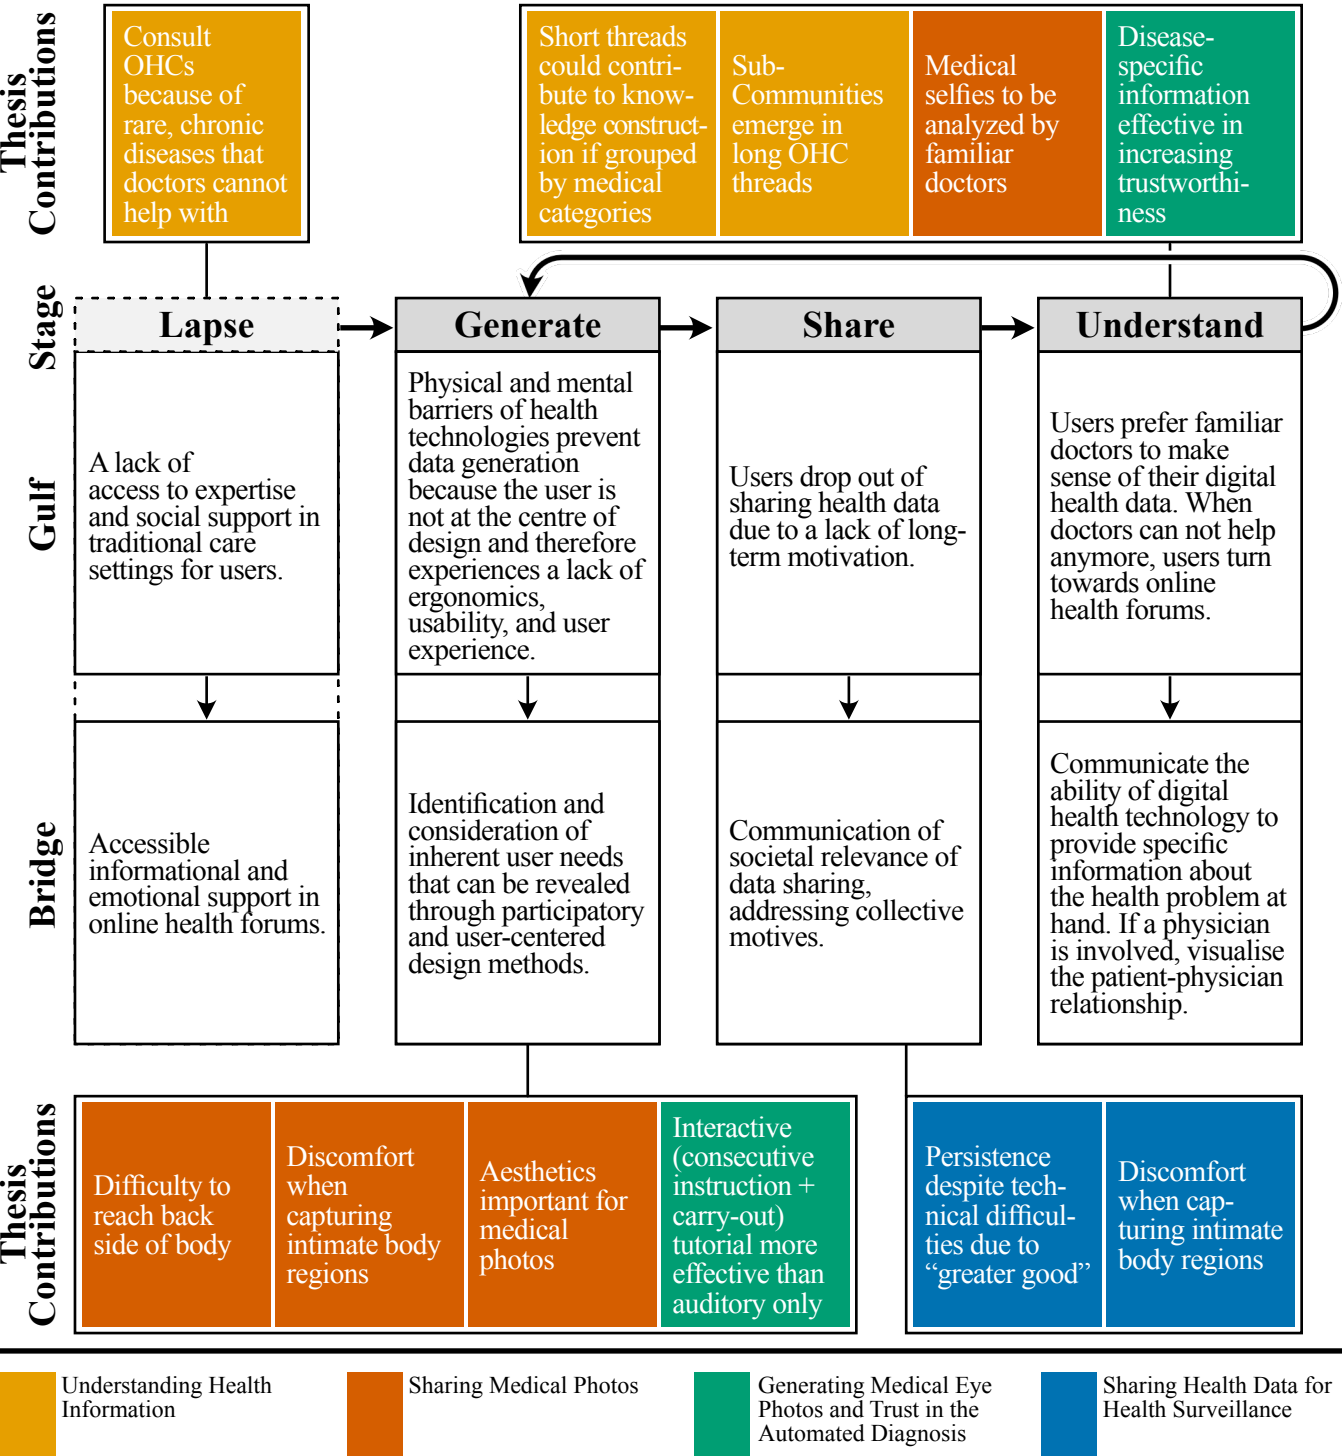 Thesis
Contributions
Consult
OHCs
because of
rare, chronic
diseases that
doctors cannot
help with
Short threads
could contri-
bute to know-
ledge construct-
ion if grouped
by medical
categories
Sub-
Communities
emerge in
long OHC
threads
Medical
selfies to be
analyzed by
familiar
doctors
Disease-
specific
information
effective in
increasing
trustworthi-
ness
Stage
Lapse
Generate
Share
Understand
Gulf
A lack of
access to expertise
and social support in
traditional care
settings for users.
Physical and mental
barriers of health
technologies prevent
data generation
because the user is
not at the centre of
design and therefore
experiences a lack of
ergonomics,
usability, and user
experience.
Users drop out of
sharing health data
due to a lack of long-
term motivation.
Users prefer familiar
doctors to make
sense of their digital
health data. When
doctors can not help
anymore, users turn
towards online
health forums.
Bridge
Accessible
informational and
emotional support in
online health forums.
Identification and
consideration of
inherent user needs
that can be revealed
through participatory
and user-centered
design methods.
Communication of
societal relevance of
data sharing,
addressing collective
motives.
Communicate the
ability of digital
health technology to
provide specific
information about
the health problem at
hand. If a physician
is involved, visualise
the patient-physician
relationship.
Thesis
Contributions
Difficulty to
reach back
side of body
Discomfort
when
capturing
intimate body
regions
Aesthetics
important for
medical
photos
Interactive
(consecutive
instruction +
carry-out)
tutorial more
effective than
auditory only
Persistence
despite tech-
nical difficul-
ties due to
“greater good”
Discomfort
when cap-
turing intimate
body regions
Understanding Health
Information
Sharing Medical Photos
Generating Medical Eye
Photos and Trust in the
Automated Diagnosis
Sharing Health Data for
Health Surveillance